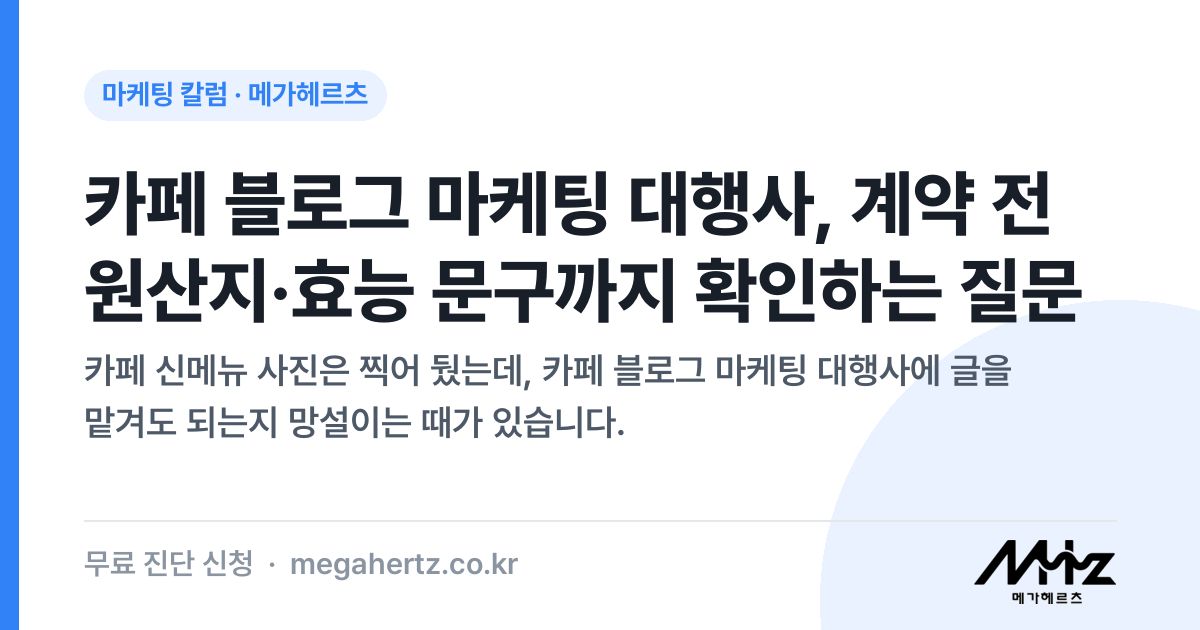 마케팅 칼럼 · 메가헤르츠
카페 블로그 마케팅 대행사, 계약 전
원산지·효능 문구까지 확인하는 질문
카페 신메뉴 사진은 찍어 뒀는데, 카페 블로그 마케팅 대행사에 글을
맡겨도 되는지 망설이는 때가 있습니다.
무료 진단 신청 · megahertz.co.kr
MHz
메가헤르츠